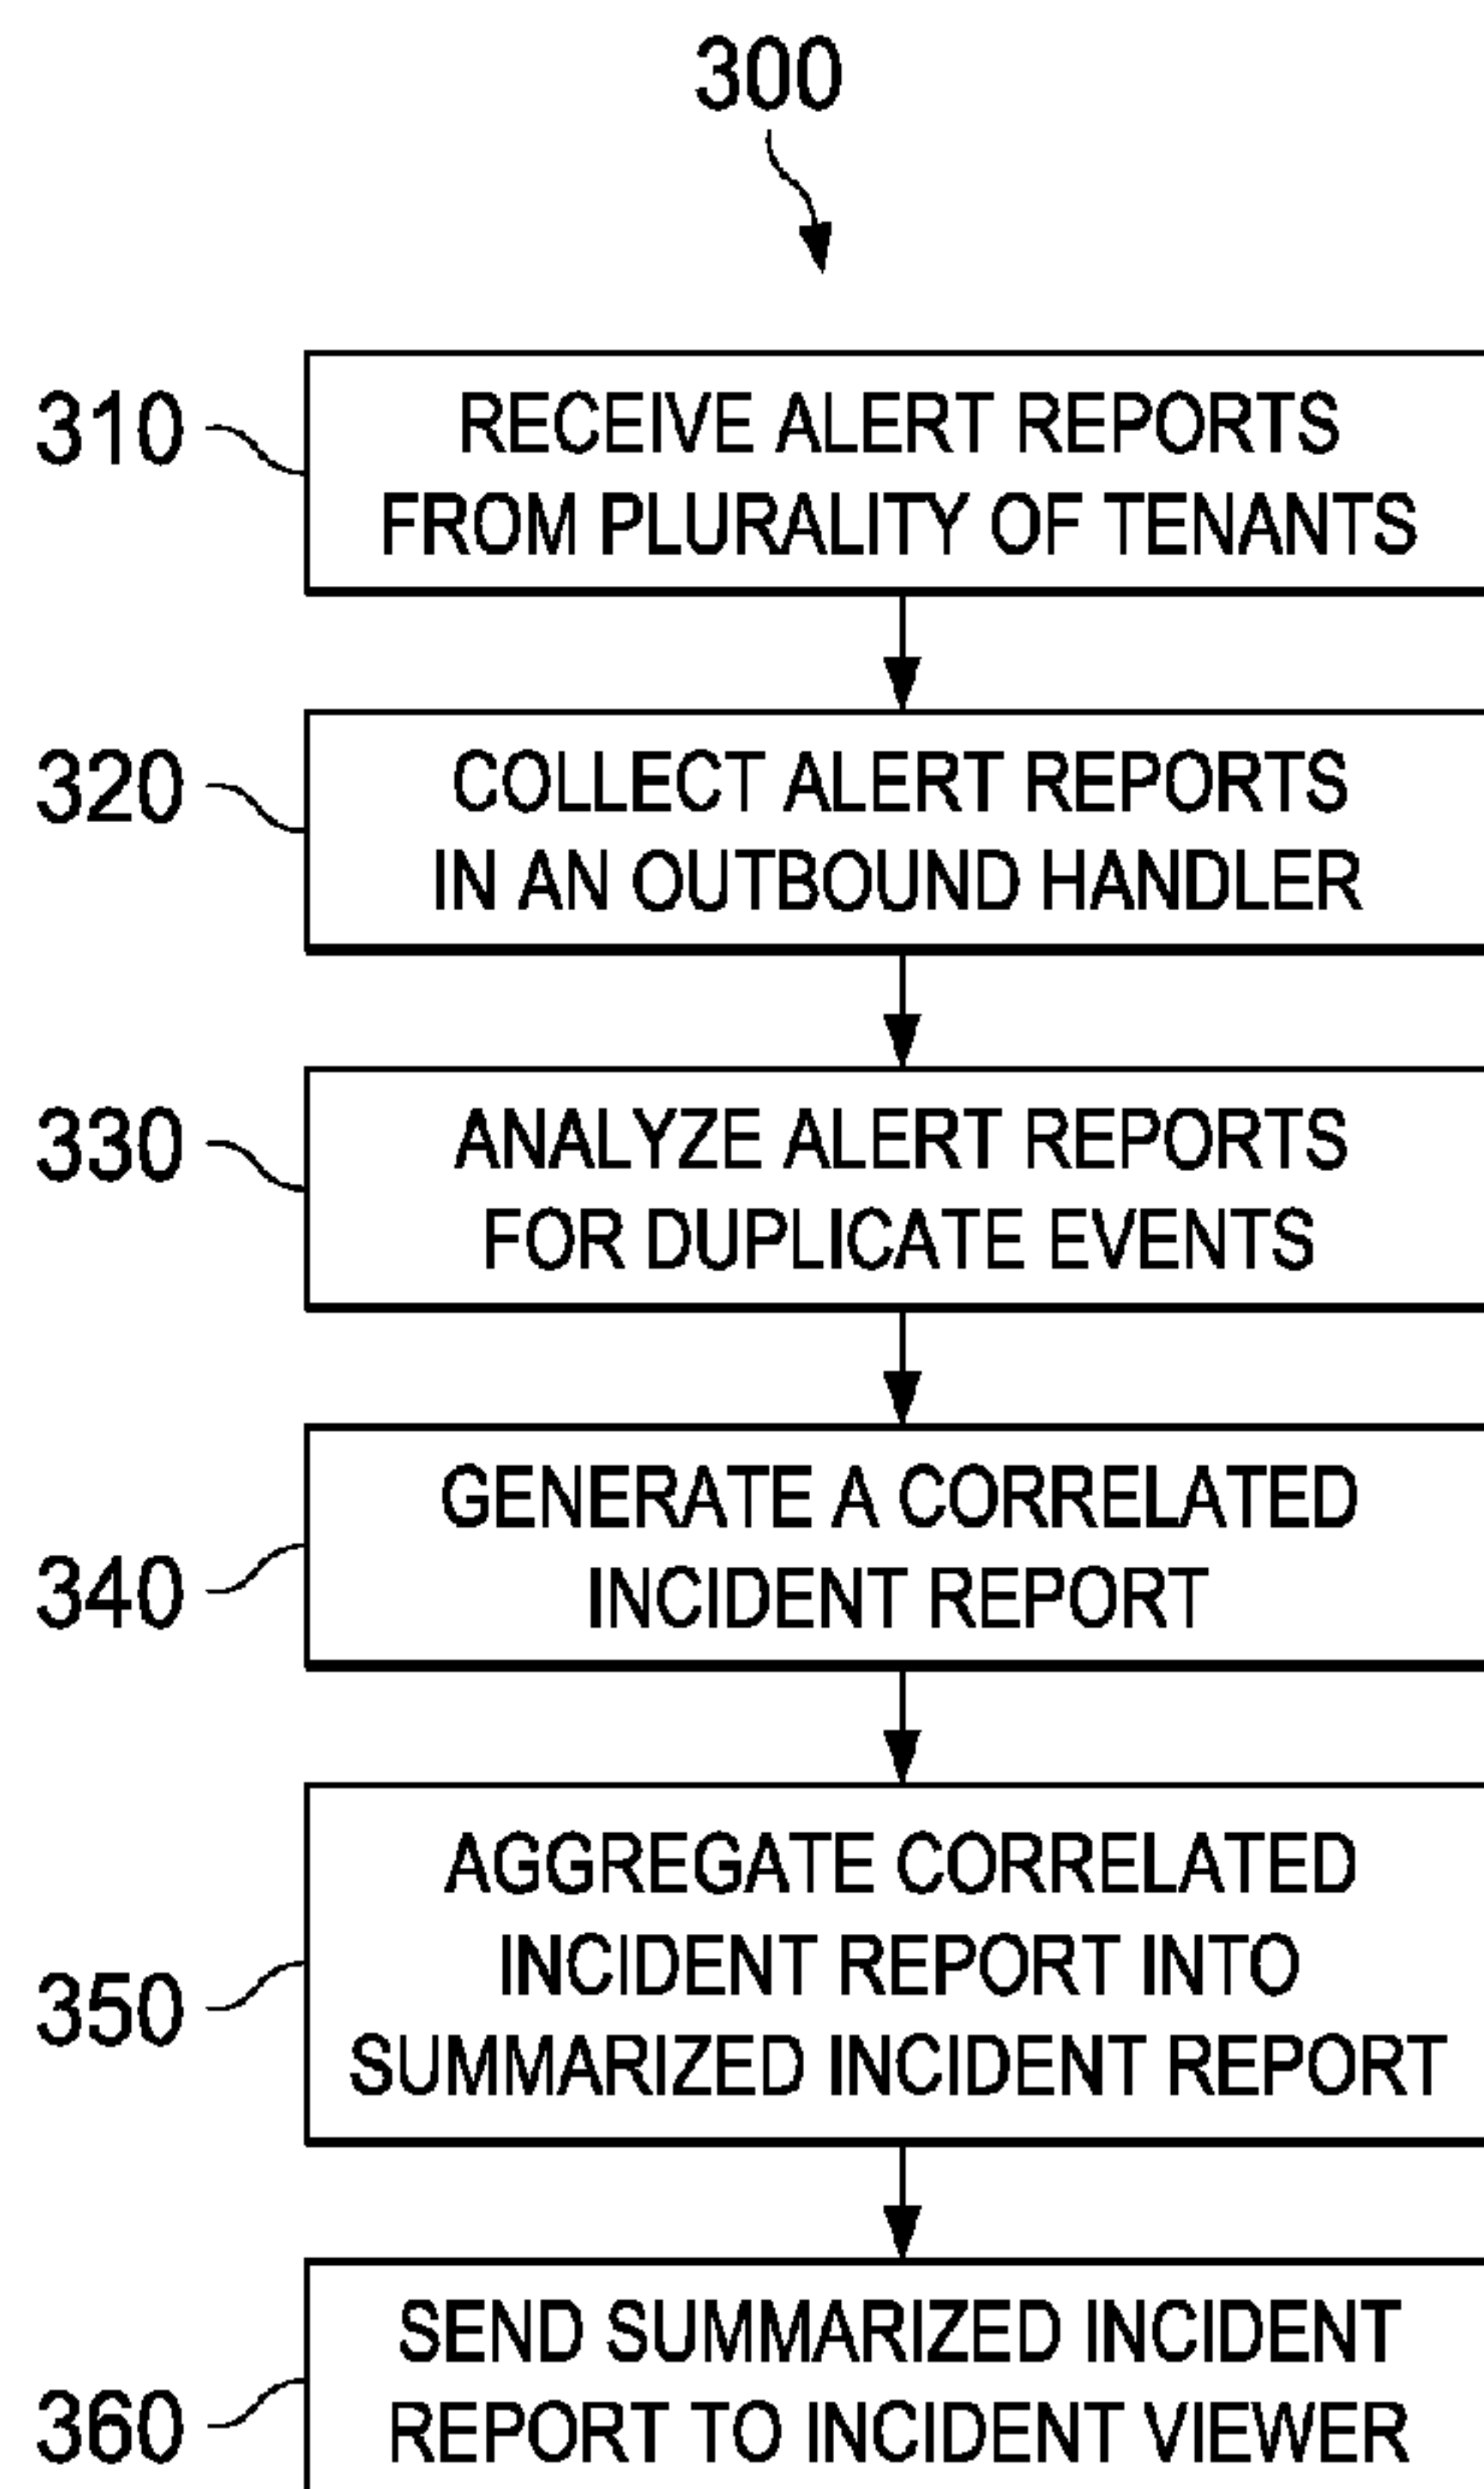 300
310
RECEIVE ALERT REPORTS
FROM PLURALITY OF TENANTS
320
COLLECT ALERT REPORTS
IN AN OUTBOUND HANDLER
330
ANALYZE ALERT REPORTS
FOR DUPLICATE EVENTS
340
GENERATE A CORRELATED
INCIDENT REPORT
350
AGGREGATE CORRELATED
INCIDENT REPORT INTO
SUMMARIZED INCIDENT REPORT
360
SEND SUMMARIZED INCIDENT
REPORT TO INCIDENT VIEWER